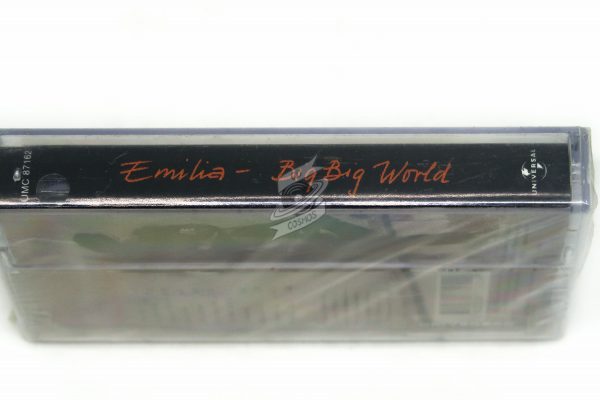 UMC 87162
Emilia - Big Big World
UNIVERSAL
COSMOS